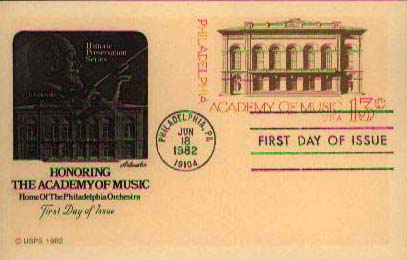 Historic
Preservation
Series
PHILADELPHIA
ACADEMY OF MUSIC
USA 13¢
PHILADELPHIA, PA
JUN
18
1982
19104
FIRST DAY OF ISSUE
HONORING
THE ACADEMY OF MUSIC
Home Of The Philadelphia Orchestra
First Day of Issue
© USPS 1982